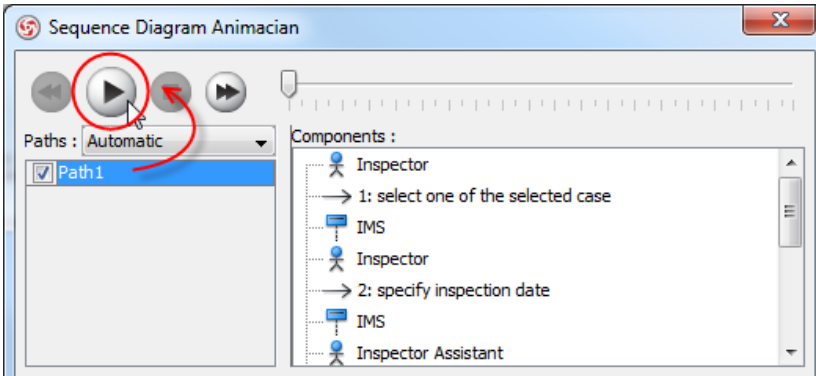 Sequence Diagram Animacian
Paths : Automatic
Components :
Path1
Inspector
1: select one of the selected case
IMS
Inspector
2: specify inspection date
IMS
Inspector Assistant